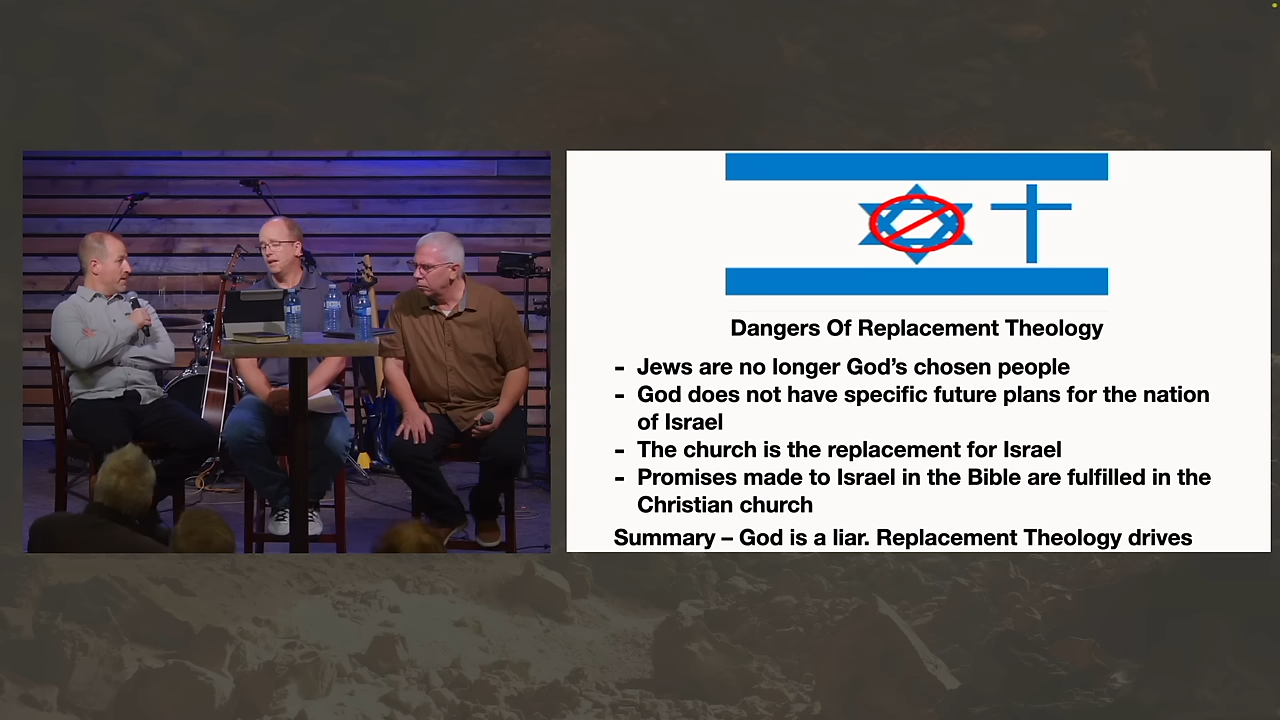 Dangers Of Replacement Theology
- Jews are no longer God’s chosen people
- God does not have specific future plans for the nation
of Israel
- The church is the replacement for Israel
- Promises made to Israel in the Bible are fulfilled in the
Christian church
Summary – God is a liar. Replacement Theology drives